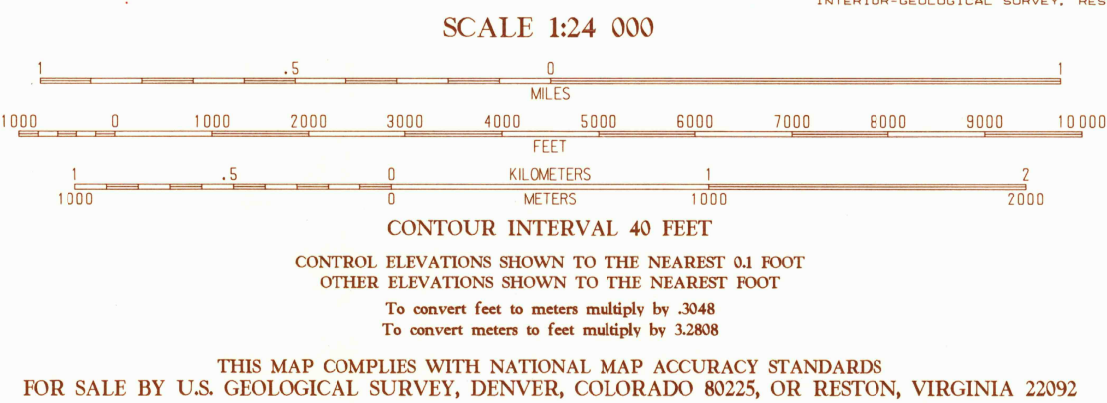 INTERIOR-GEOLOGICAL SURVEY, RES
SCALE 1:24 000
1 .5 0 1
MILES
1000 0 1000 2000 3000 4000 5000 6000 7000 8000 9000 10 000
FEET
1 .5 0 KILOMETERS 1 2
1000 0 METERS 1000 2000
CONTOUR INTERVAL 40 FEET
CONTROL ELEVATIONS SHOWN TO THE NEAREST 0.1 FOOT
OTHER ELEVATIONS SHOWN TO THE NEAREST FOOT
To convert feet to meters multiply by .3048
To convert meters to feet multiply by 3.2808
THIS MAP COMPLIES WITH NATIONAL MAP ACCURACY STANDARDS
FOR SALE BY U.S. GEOLOGICAL SURVEY, DENVER, COLORADO 80225, OR RESTON, VIRGINIA 22092